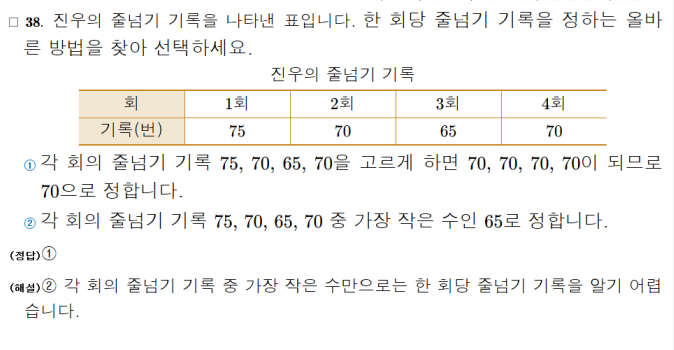 □ 38. 진우의 줄넘기 기록을 나타낸 표입니다. 한 회당 줄넘기 기록을 정하는 올바
른 방법을 찾아 선택하세요.
진우의 줄넘기 기록
회 1회 2회 3회 4회
기록(번) 75 70 65 70
① 각 회의 줄넘기 기록 75, 70, 65, 70을 고르게 하면 70, 70, 70, 70이 되므로
70으로 정합니다.
② 각 회의 줄넘기 기록 75, 70, 65, 70 중 가장 작은 수인 65로 정합니다.
(정답)①
(해설)② 각 회의 줄넘기 기록 중 가장 작은 수만으로는 한 회당 줄넘기 기록을 알기 어렵
습니다.